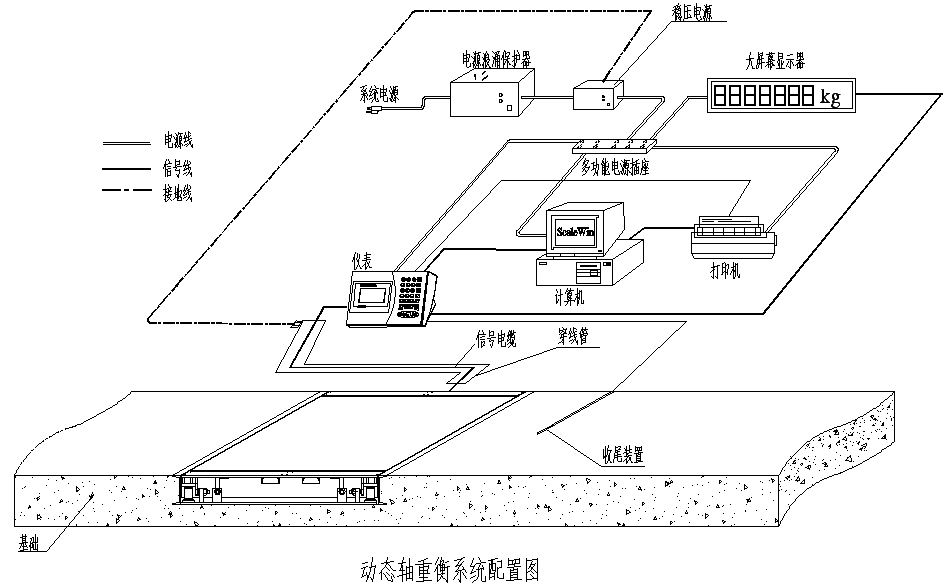 稳压电源
电源浪涌保护器
大屏幕显示器
系统电源
kg
电源线
信号线
接地线
多功能电源插座
ScaleWin
仪表
打印机
计算机
信号电缆
穿线管
收尾装置
基础
动态轴重衡系统配置图